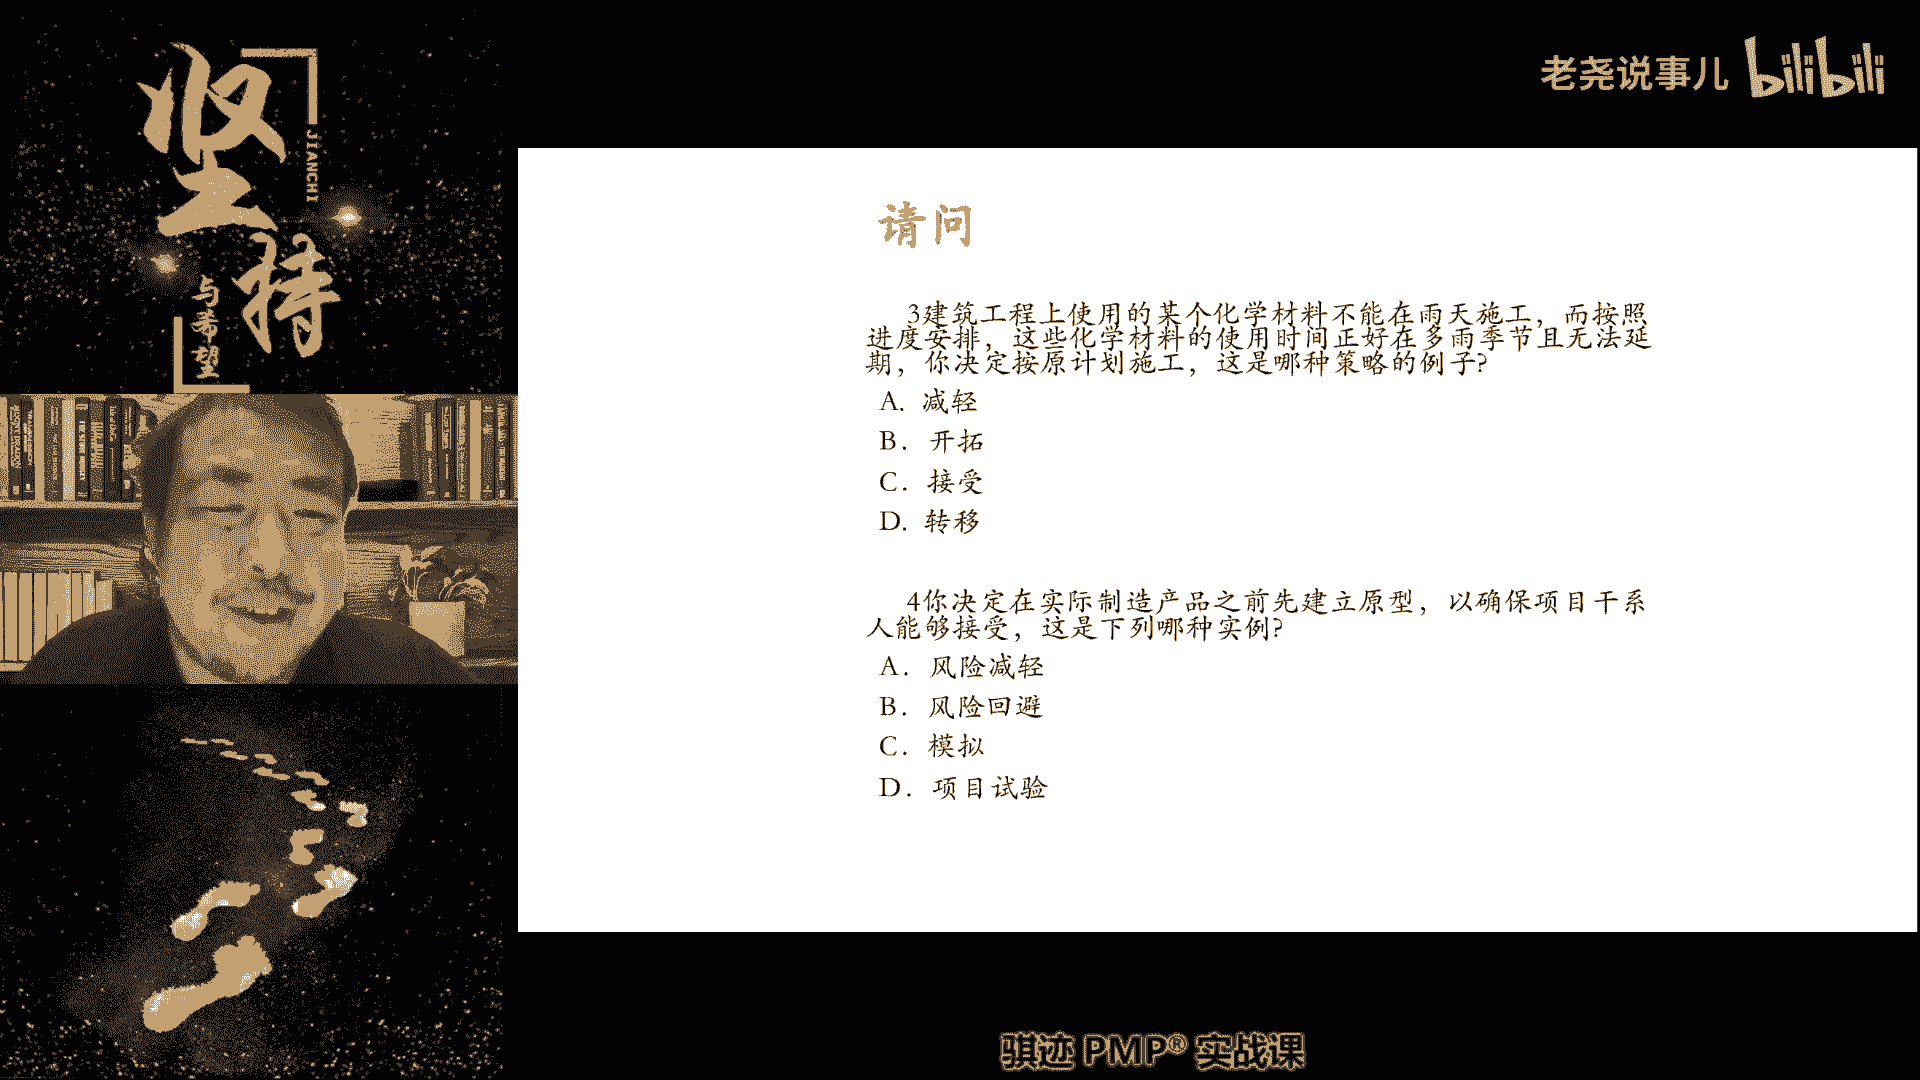 坚持
JIANCHI
与希望
老尧说事儿 bilibili
请问
3建筑工程上使用的某个化学材料不能在雨天施工，而按照
进度安排，这些化学材料的使用时间正好在多雨季节且无法延
期，你决定按原计划施工，这是哪种策略的例子?
A. 减轻
B. 开拓
C. 接受
D. 转移
4你决定在实际制造产品之前先建立原型，以确保项目干系
人能够接受，这是下列哪种实例?
A. 风险减轻
B. 风险回避
C. 模拟
D. 项目试验
骐迹 PMP® 实战课